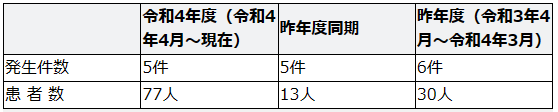 令和4年度（令和4
年4月～現在）
昨年度同期
昨年度（令和3年4
月～令和4年3月）
発生件数
5件
5件
6件
患 者 数
77人
13人
30人